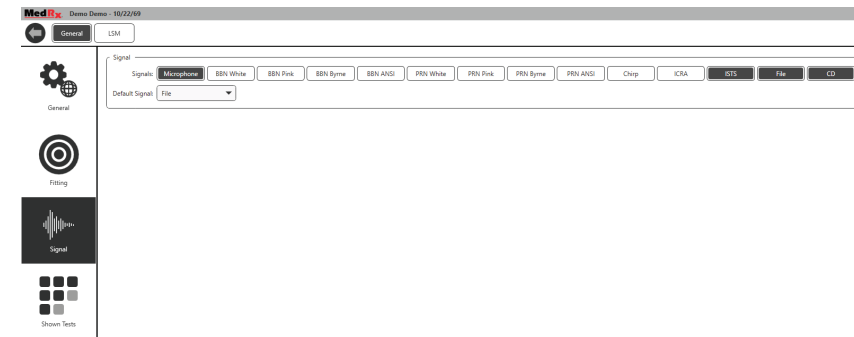 MedRx Demo Demo - 10/22/69
General LSM
Signal
Signals: Microphone BBN White BBN Pink BBN Byrne BBN ANSI PRN White PRN Pink PRN Byrne PRN ANSI Chirp ICRA ISTS File CD
Default Signal: File
General
Fitting
Signal
Shown Tests